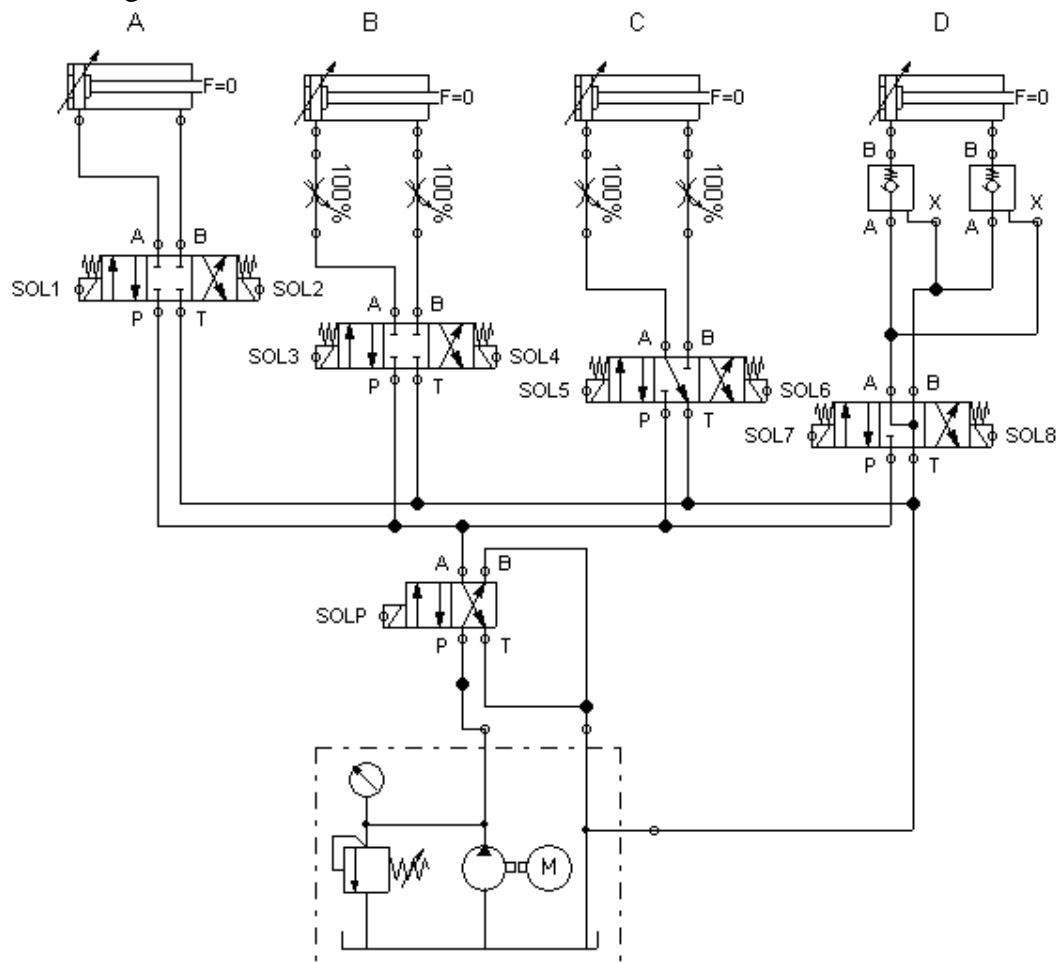 A B C D
F=0 F=0 F=0 F=0
B B
100% 100% 100% 100%
X X
A A
A B
SOL1 SOL2
P T
A B
SOL3 SOL4
P T
A B
SOL5 SOL6
P T
A B
SOL7 SOL8
P T
A B
SOLP
P T
M